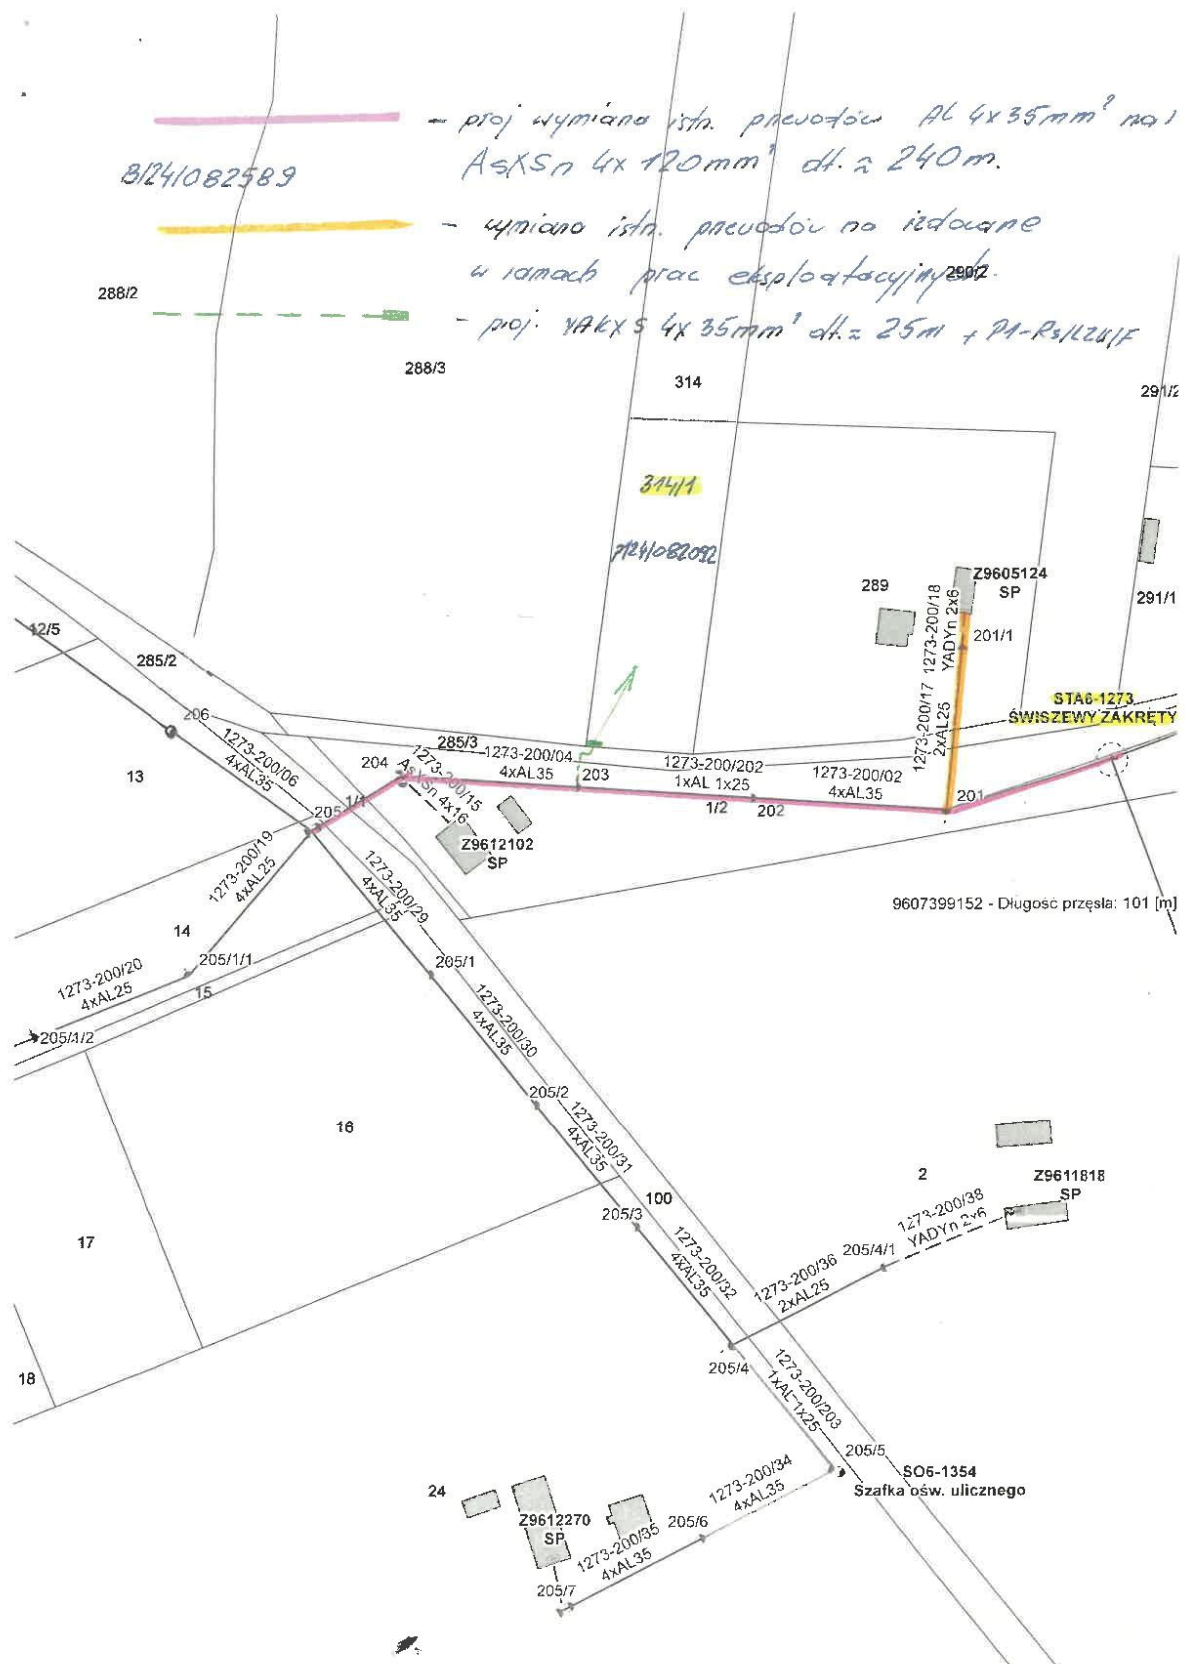 - proj wymiana istn. przewodów AL 4x35mm² na
AsXSn 4x120mm² dł. ≈ 240m.
B/24/082589
- wymiana istn. przewodów na izolowane
w ramach prac eksploatacyjnych.
290/2
288/2
- proj. YAKXS 4x35mm² dł. ≈ 25m + P1-Rs/LZV/F
288/3
314
291/2
314/1
P/24/082092
289
Z9605124
SP
291/1
1273-200/18
YADYn 2x6
201/1
12/5
285/2
STA6-1273
ŚWISZEWY ZAKRĘTY
206
1273-200/17
2xAL25
285/3
1273-200/04
4xAL35
1273-200/202
1xAL 1x25
1273-200/02
4xAL35
13
1273-200/06
4xAL35
204
1273-200/15
AsXSn 4x16
203
201
205
1/1
1/2
202
Z9612102
SP
1273-200/19
4xAL25
1273-200/29
4xAL35
9607399152 - Długość przęsła: 101 [m]
14
205/1/1
205/1
1273-200/20
4xAL25
15
205/1/2
1273-200/30
4xAL35
205/2
16
1273-200/31
4xAL35
2
Z9611818
SP
100
205/3
1273-200/38
YADYn 2x6
17
1273-200/32
4xAL35
205/4/1
1273-200/36
2xAL25
18
205/4
1273-200/203
1xAL 1x25
205/5
SO6-1354
Szafka ośw. ulicznego
24
1273-200/34
4xAL35
Z9612270
SP
205/6
1273-200/35
4xAL35
205/7